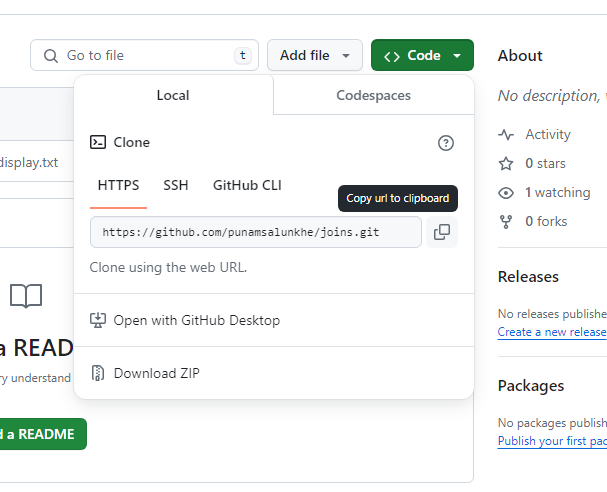 Go to file
t
Add file
Code
Local
Codespaces
Clone
HTTPS
SSH
GitHub CLI
Copy url to clipboard
https://github.com/punamsalunkhe/joins.git
Clone using the web URL.
Open with GitHub Desktop
Download ZIP
display.txt
a READ
ry understand
d a README
About
No description,
Activity
0 stars
1 watching
0 forks
Releases
No releases publishe
Create a new release
Packages
No packages publish
Publish your first pac